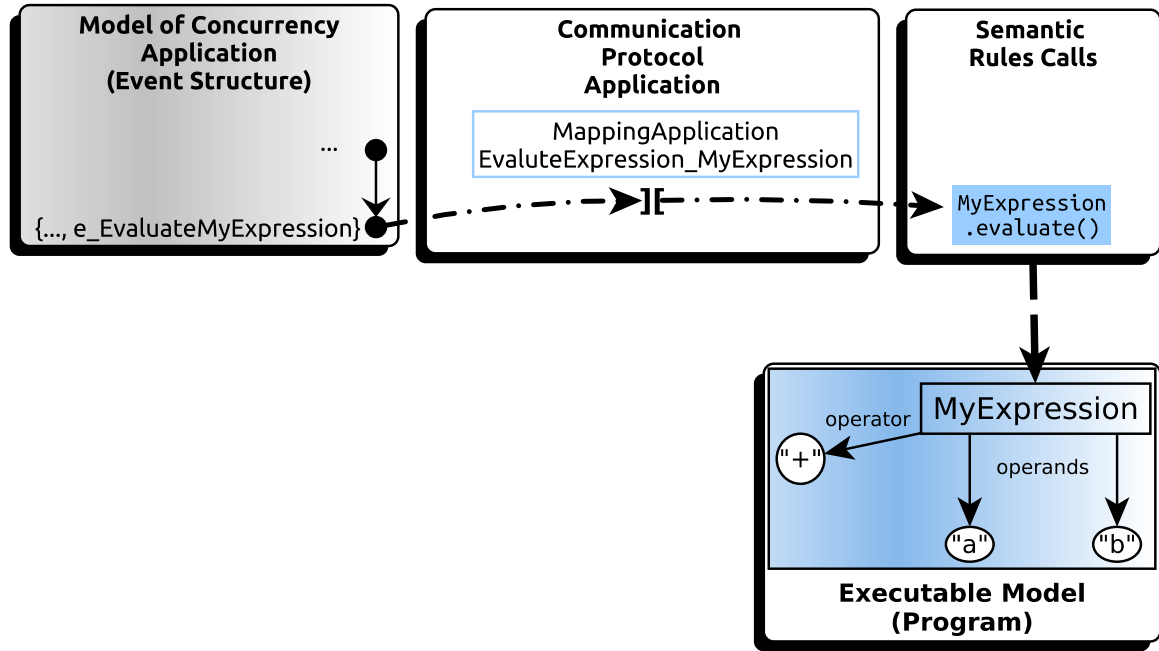 Model of Concurrency
Application
(Event Structure)
...
{..., e_EvaluateMyExpression}
Communication
Protocol
Application
MappingApplication
EvaluteExpression_MyExpression
][
Semantic
Rules Calls
MyExpression
.evaluate()
MyExpression
operator
"+"
operands
"a"
"b"
Executable Model
(Program)